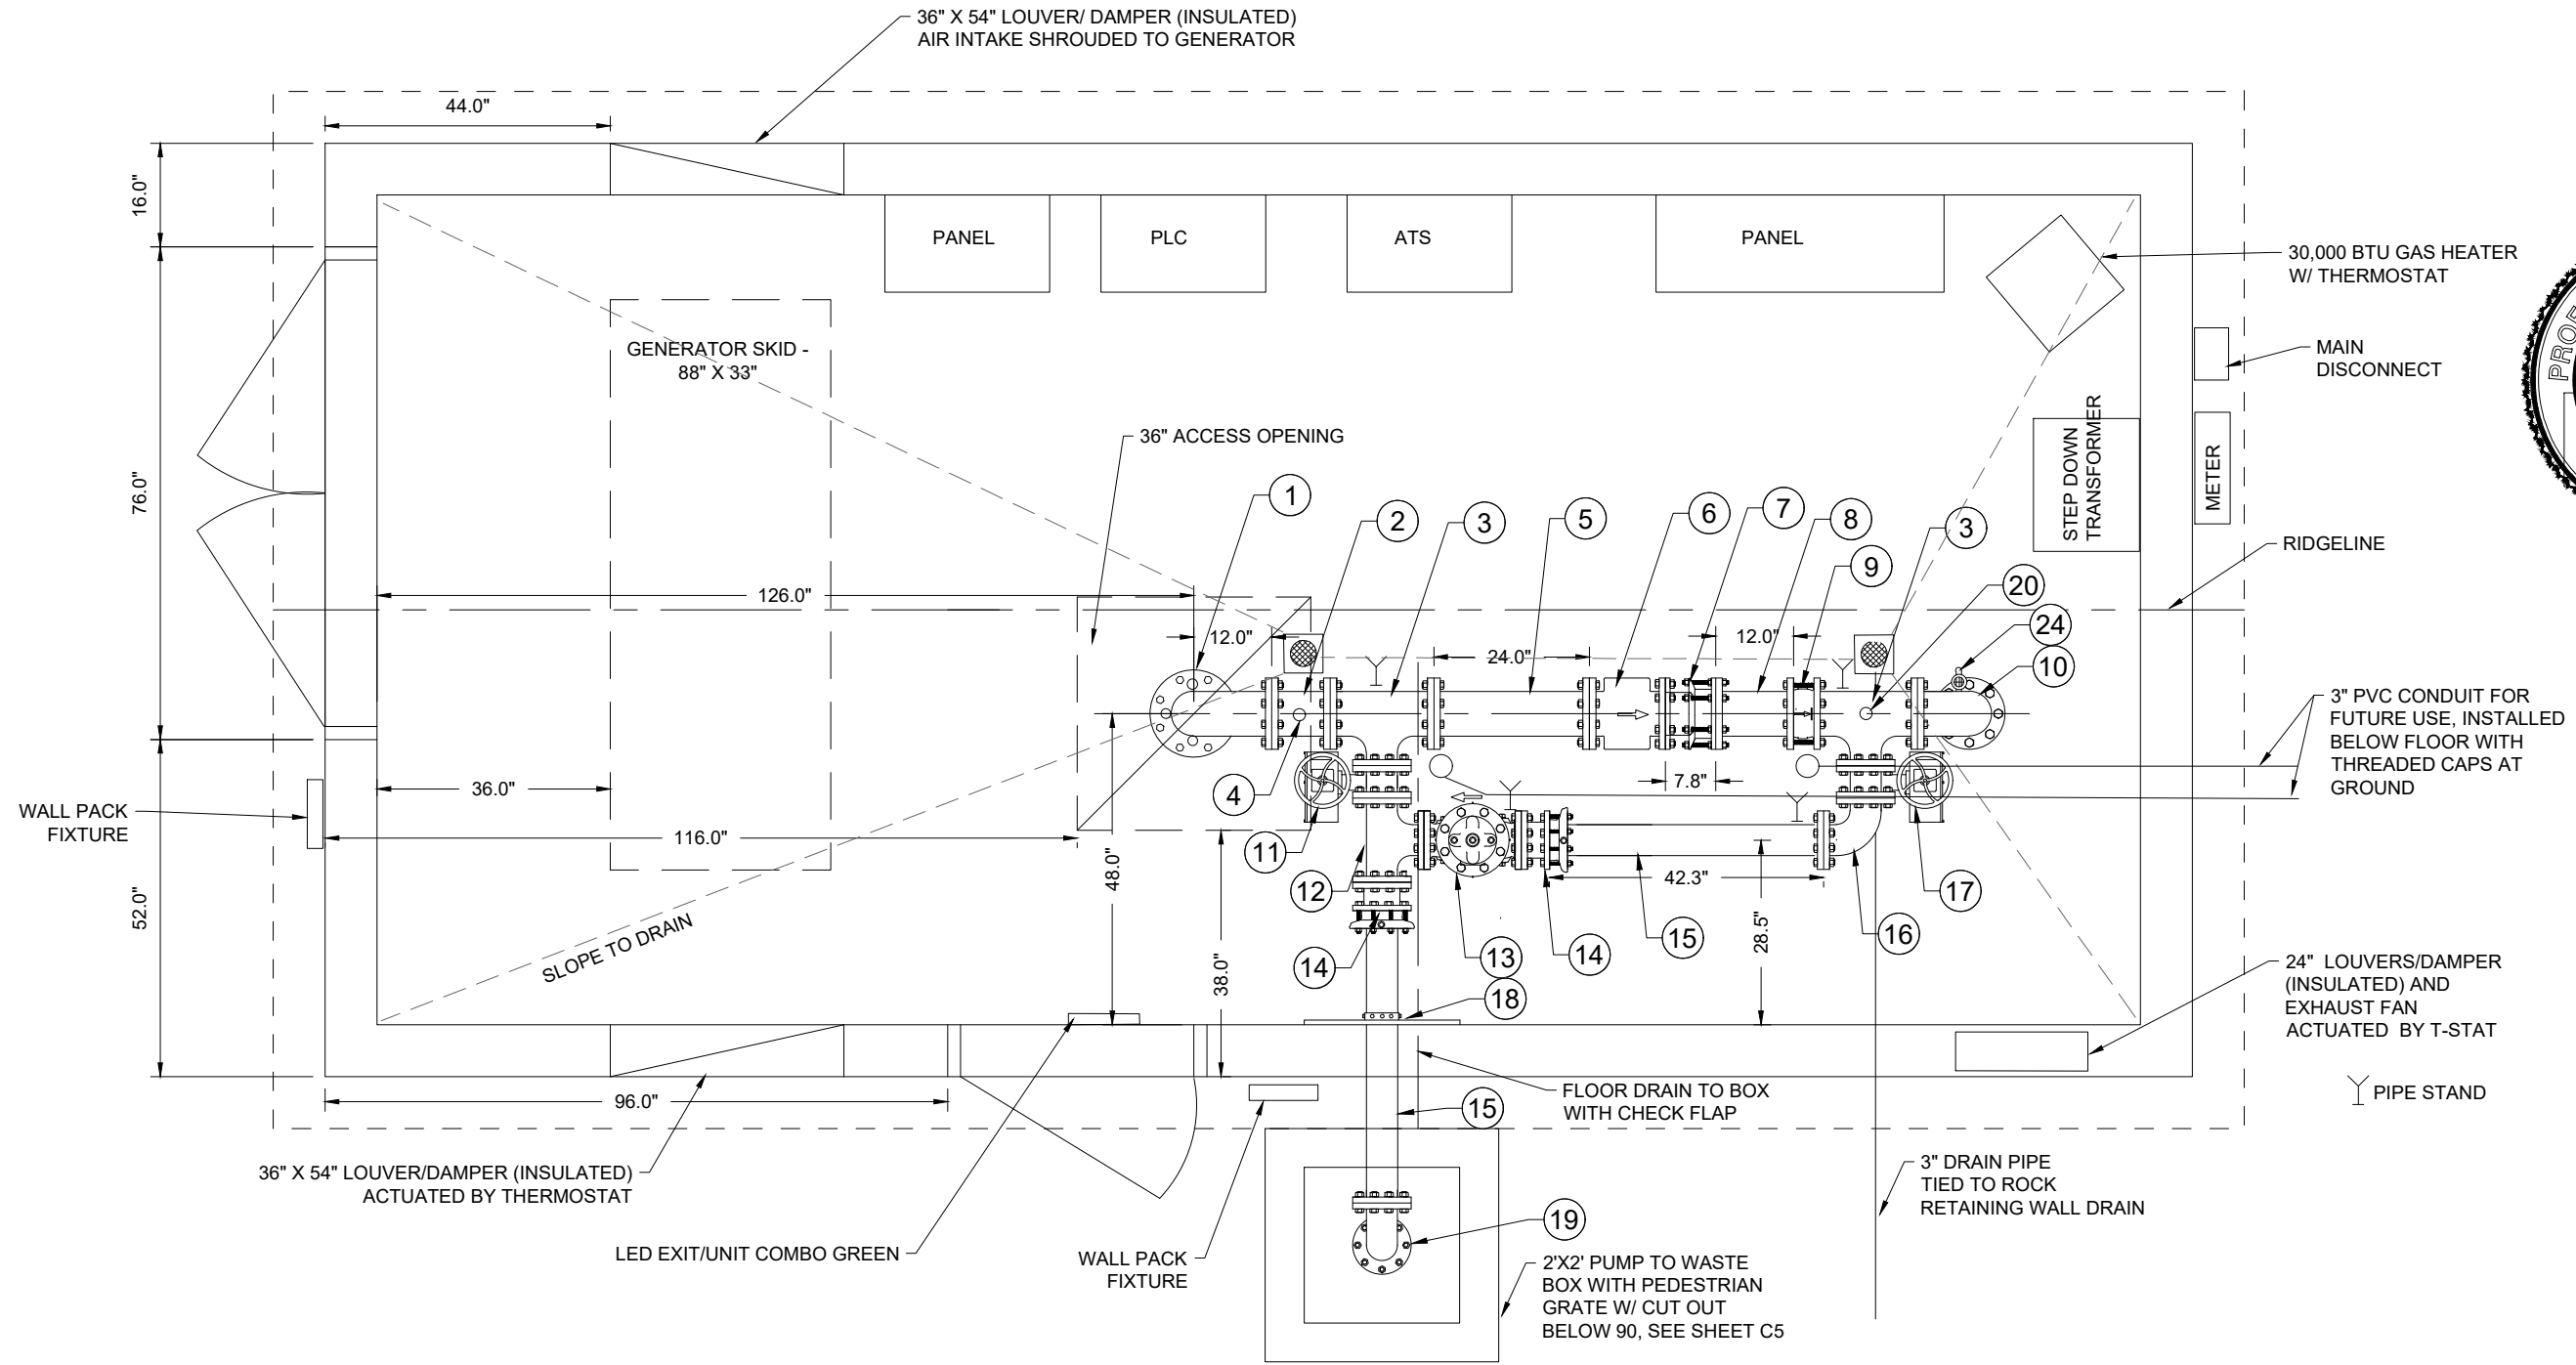 36" X 54" LOUVER/ DAMPER (INSULATED)
AIR INTAKE SHROUDED TO GENERATOR
44.0"
16.0"
76.0"
52.0"
PANEL
PLC
ATS
PANEL
30,000 BTU GAS HEATER
W/ THERMOSTAT
MAIN
DISCONNECT
METER
STEP DOWN
TRANSFORMER
RIDGELINE
GENERATOR SKID -
88" X 33"
36" ACCESS OPENING
1
2
3
5
6
7
8
9
3
20
24
10
126.0"
12.0"
24.0"
12.0"
7.8"
3" PVC CONDUIT FOR
FUTURE USE, INSTALLED
BELOW FLOOR WITH
THREADED CAPS AT
GROUND
36.0"
116.0"
WALL PACK
FIXTURE
4
11
12
14
48.0"
38.0"
42.3"
28.5"
13
14
15
16
17
18
SLOPE TO DRAIN
24" LOUVERS/DAMPER
(INSULATED) AND
EXHAUST FAN
ACTUATED BY T-STAT
PIPE STAND
96.0"
FLOOR DRAIN TO BOX
WITH CHECK FLAP
15
36" X 54" LOUVER/DAMPER (INSULATED)
ACTUATED BY THERMOSTAT
LED EXIT/UNIT COMBO GREEN
WALL PACK
FIXTURE
19
3" DRAIN PIPE
TIED TO ROCK
RETAINING WALL DRAIN
2'X2' PUMP TO WASTE
BOX WITH PEDESTRIAN
GRATE W/ CUT OUT
BELOW 90, SEE SHEET C5